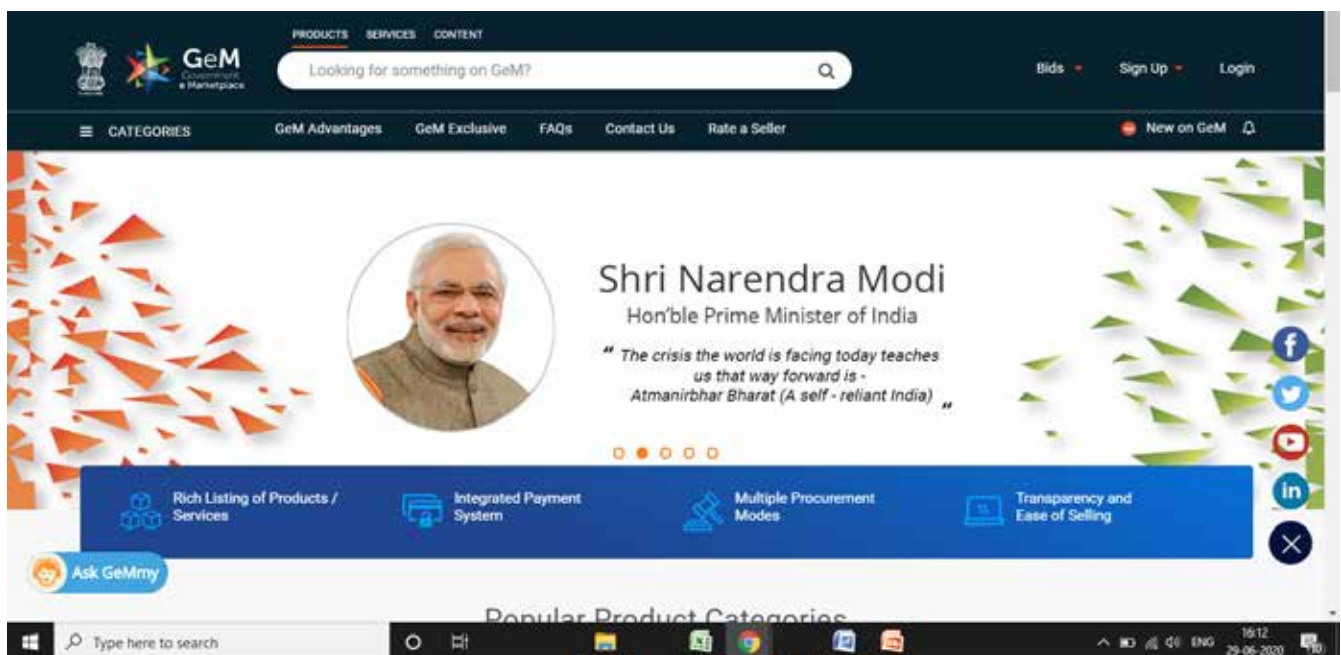 PRODUCTS SERVICES CONTENT
GeM
Government
e Marketplace
Looking for something on GeM?
Bids
Sign Up
Login
CATEGORIES
GeM Advantages
GeM Exclusive
FAQs
Contact Us
Rate a Seller
New on GeM
Shri Narendra Modi
Hon'ble Prime Minister of India
" The crisis the world is facing today teaches
us that way forward is -
Atmanirbhar Bharat (A self - reliant India) "
Rich Listing of Products /
Services
Integrated Payment
System
Multiple Procurement
Modes
Transparency and
Ease of Selling
Ask GeMmy
Popular Product Categories
Type here to search
ENG
16:12
29-06-2020